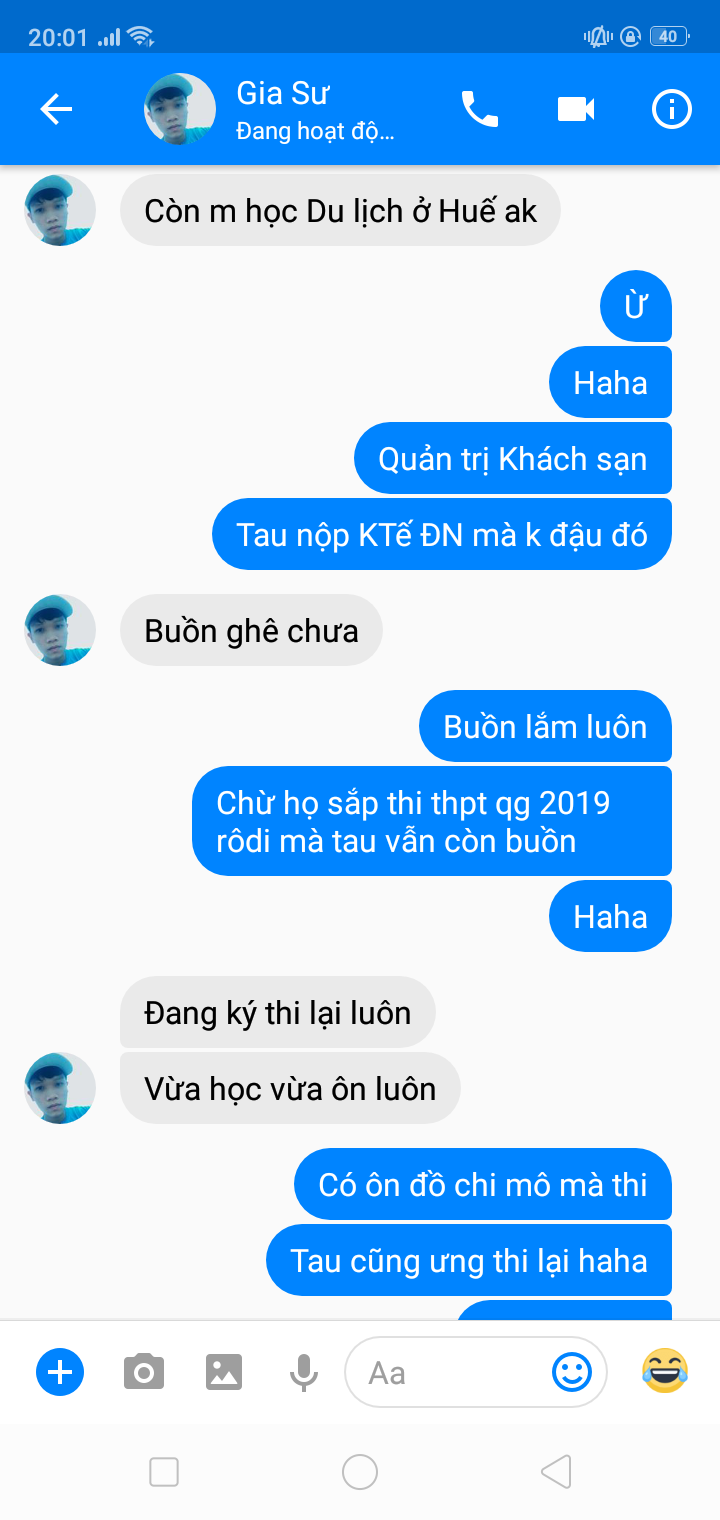 20:01
40
Gia Sư
Đang hoạt độ...
Còn m học Du lịch ở Huế ak
Ừ
Haha
Quản trị Khách sạn
Tau nộp KTế ĐN mà k đậu đó
Buồn ghê chưa
Buồn lắm luôn
Chừ họ sắp thi thpt qg 2019
rôdi mà tau vẫn còn buồn
Haha
Đang ký thi lại luôn
Vừa học vừa ôn luôn
Có ôn đồ chi mô mà thi
Tau cũng ưng thi lại haha
Aa